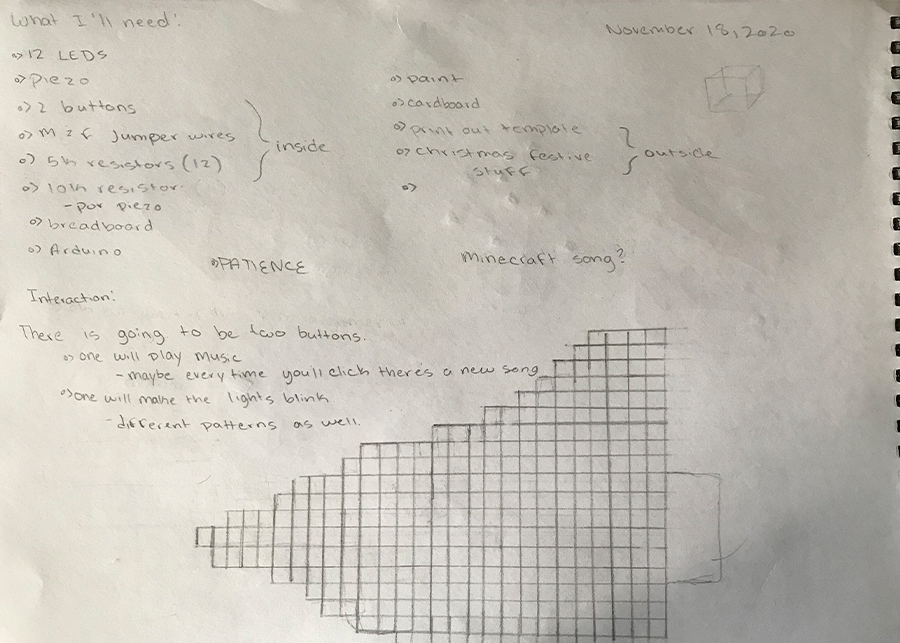 What I'll need:
November 18, 2020
12 LEDS
Piezo
2 buttons
M 2 F Jumper wires
5k resistors (12)
inside
10k resistor
- por piezo
breadboard
Arduino
PATIENCE
paint
cardboard
print out template
christmas festive
stuff
outside
Minecraft song?
Interaction:
There is going to be two buttons.
one will play music
- maybe every time you'll click there's a new song
one will make the lights blink
- different patterns as well.